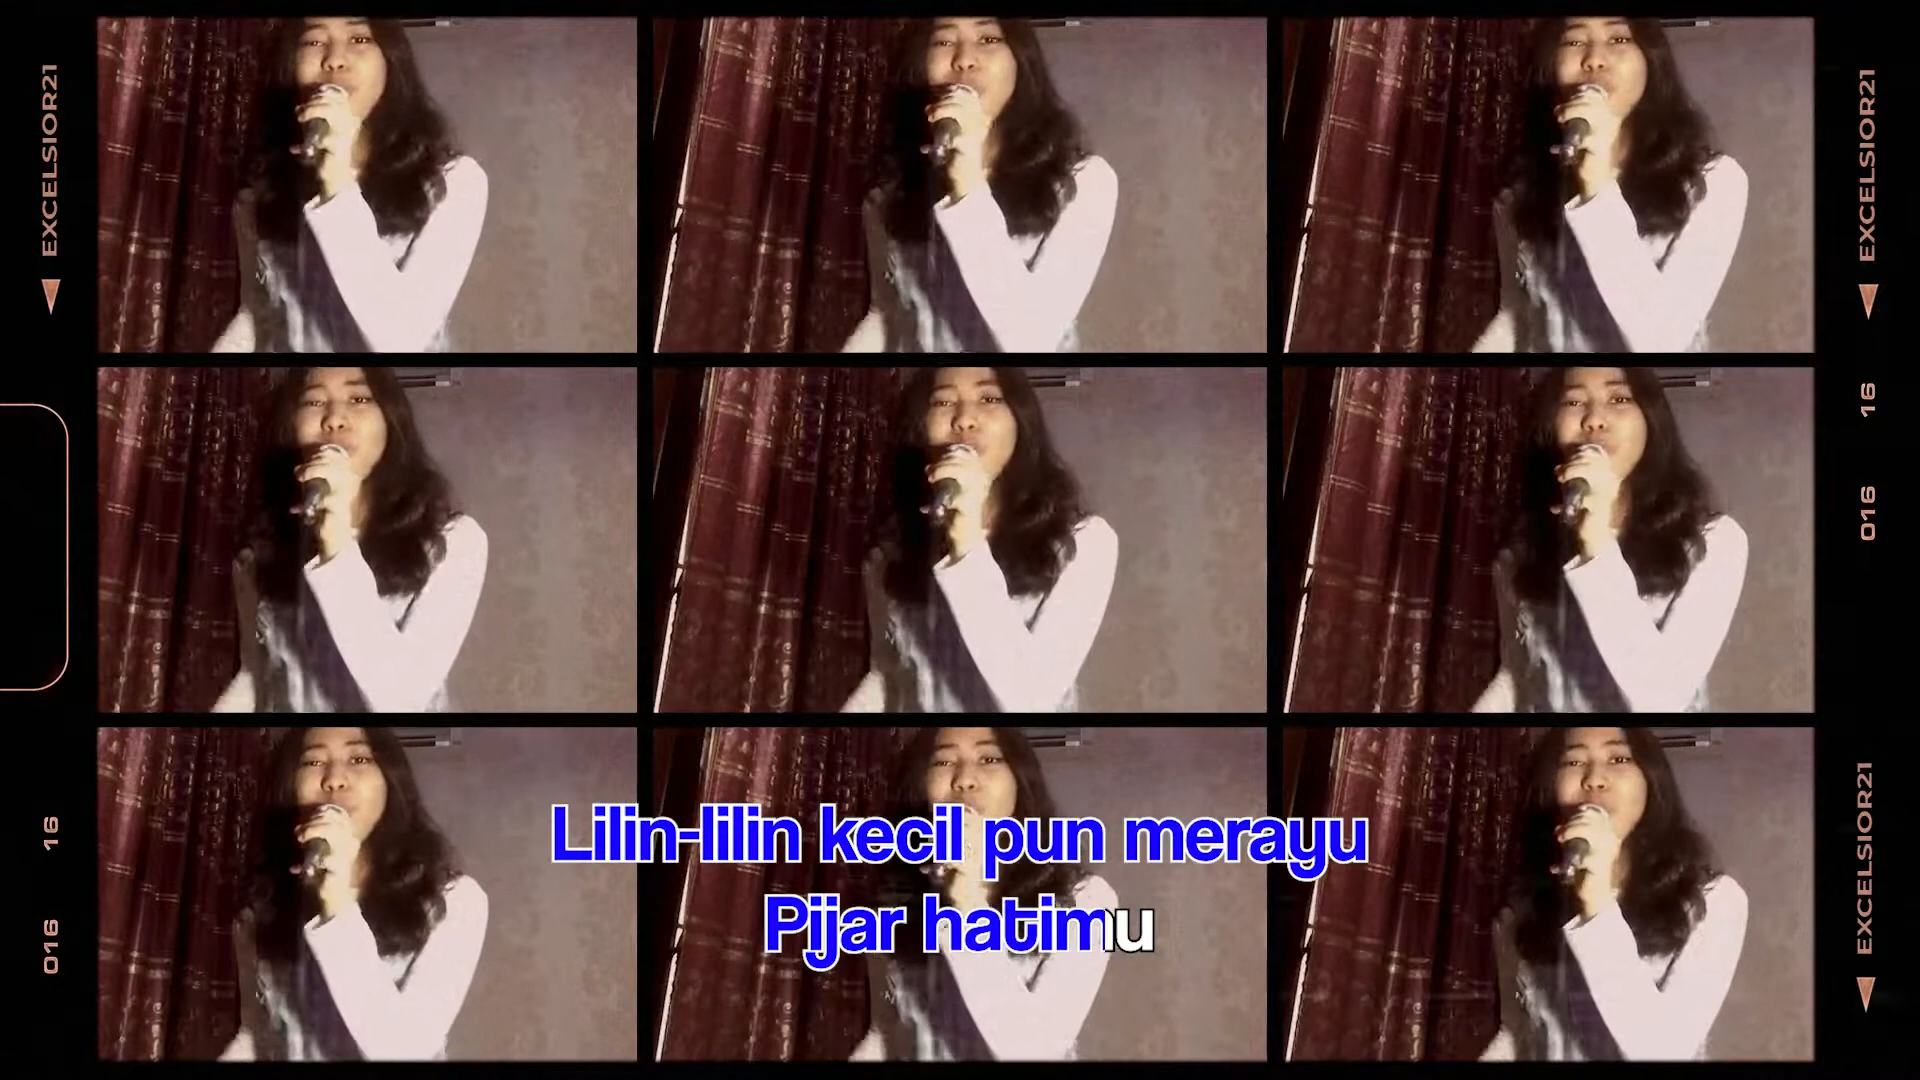 EXCELSIOR21
EXCELSIOR21
16
016
Lilin-lilin kecil pun merayu
Pijar hatimu
16
016
EXCELSIOR21